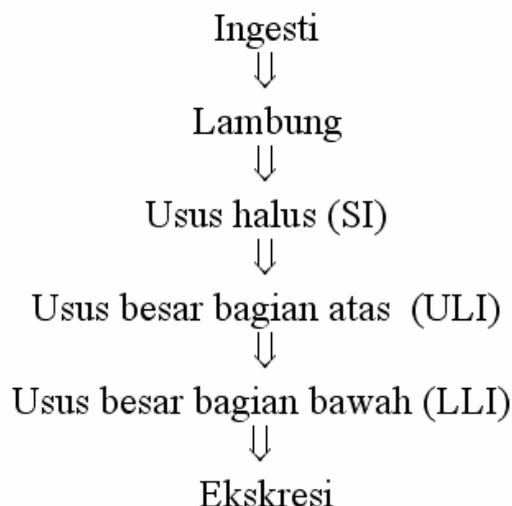 Ingesti
Lambung
Usus halus (SI)
Usus besar bagian atas (ULI)
Usus besar bagian bawah (LLI)
Ekskresi